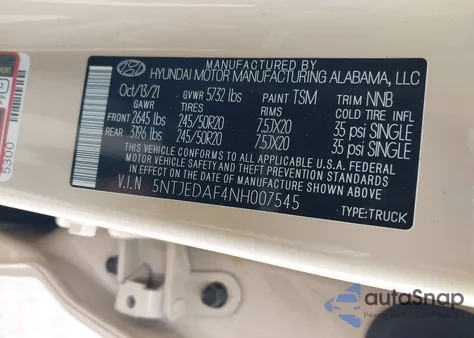 MANUFACTURED BY
HYUNDAI MOTOR MANUFACTURING ALABAMA, LLC
Oct/13/21 GVWR 5732 lbs PAINT TSM TRIM NNB
GAWR TIRES RIMS COLD TIRE INFL
FRONT 2645 lbs 245/50R20 7.5JX20 35 psi SINGLE
REAR 3196 lbs 245/50R20 7.5JX20 35 psi SINGLE
THIS VEHICLE CONFORMS TO ALL APPLICABLE U.S.A. FEDERAL
MOTOR VEHICLE SAFETY AND THEFT PREVENTION STANDARDS
IN EFFECT ON THE DATE OF MANUFACTURE SHOWN ABOVE
V.I.N 5NTJEDAF4NH007545
TYPE:TRUCK
5300
autoSnap